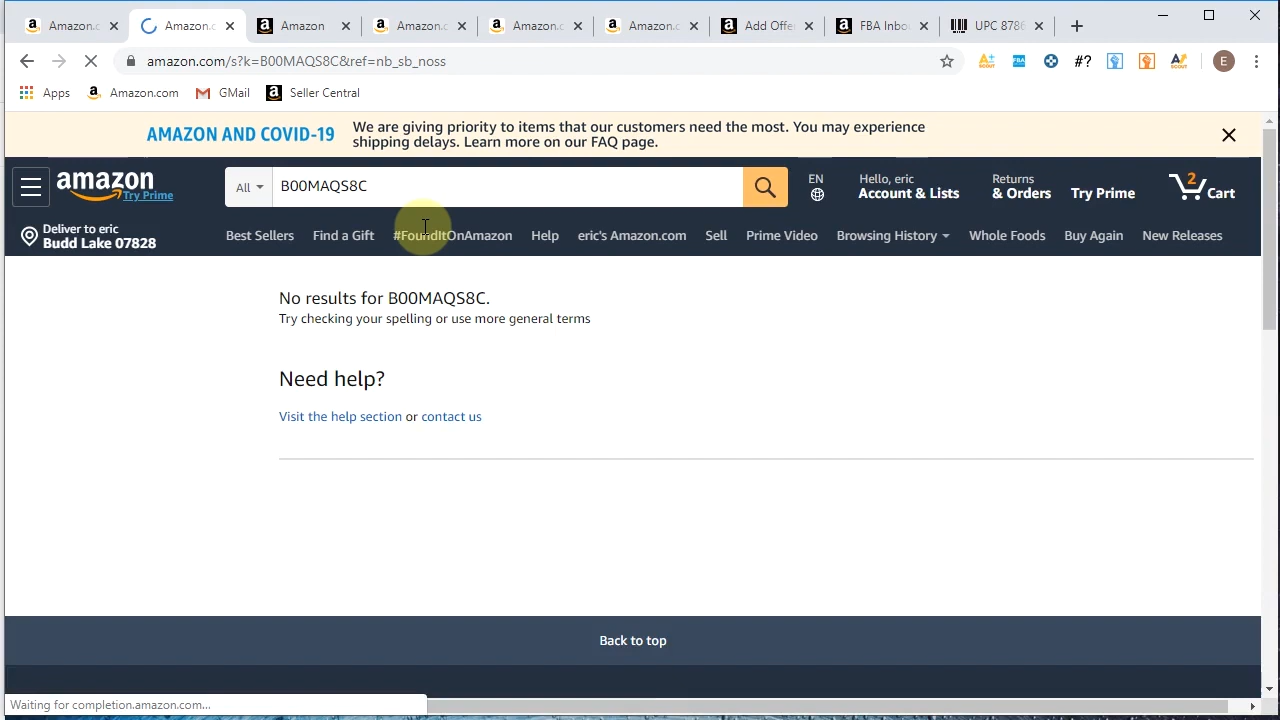 Amazon.c
Amazon.c
Amazon
Amazon.c
Amazon.c
Amazon.c
Add Offe
FBA Inbou
UPC 8786
amazon.com/s?k=B00MAQS8C&ref=nb_sb_noss
FBA
#?
E
Apps
Amazon.com
GMail
Seller Central
AMAZON AND COVID-19
We are giving priority to items that our customers need the most. You may experience
shipping delays. Learn more on our FAQ page.
amazon
Try Prime
All
B00MAQS8C
EN
Hello, eric
Account & Lists
Returns
& Orders
Try Prime
2
Cart
Deliver to eric
Budd Lake 07828
Best Sellers
Find a Gift
#FoundItOnAmazon
Help
eric's Amazon.com
Sell
Prime Video
Browsing History
Whole Foods
Buy Again
New Releases
No results for B00MAQS8C.
Try checking your spelling or use more general terms
Need help?
Visit the help section or contact us
Back to top
Waiting for completion.amazon.com...